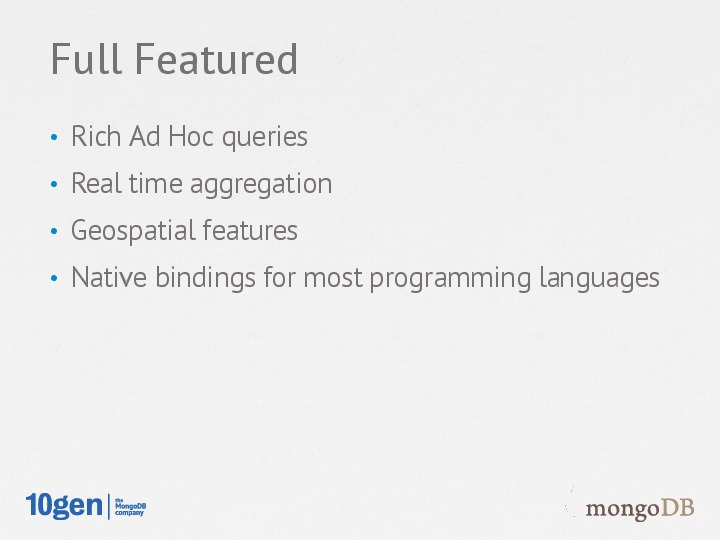 Full Featured
• Rich Ad Hoc queries
• Real time aggregation
• Geospatial features
• Native bindings for most programming languages
10gen
the
MongoDB
company
mongoDB